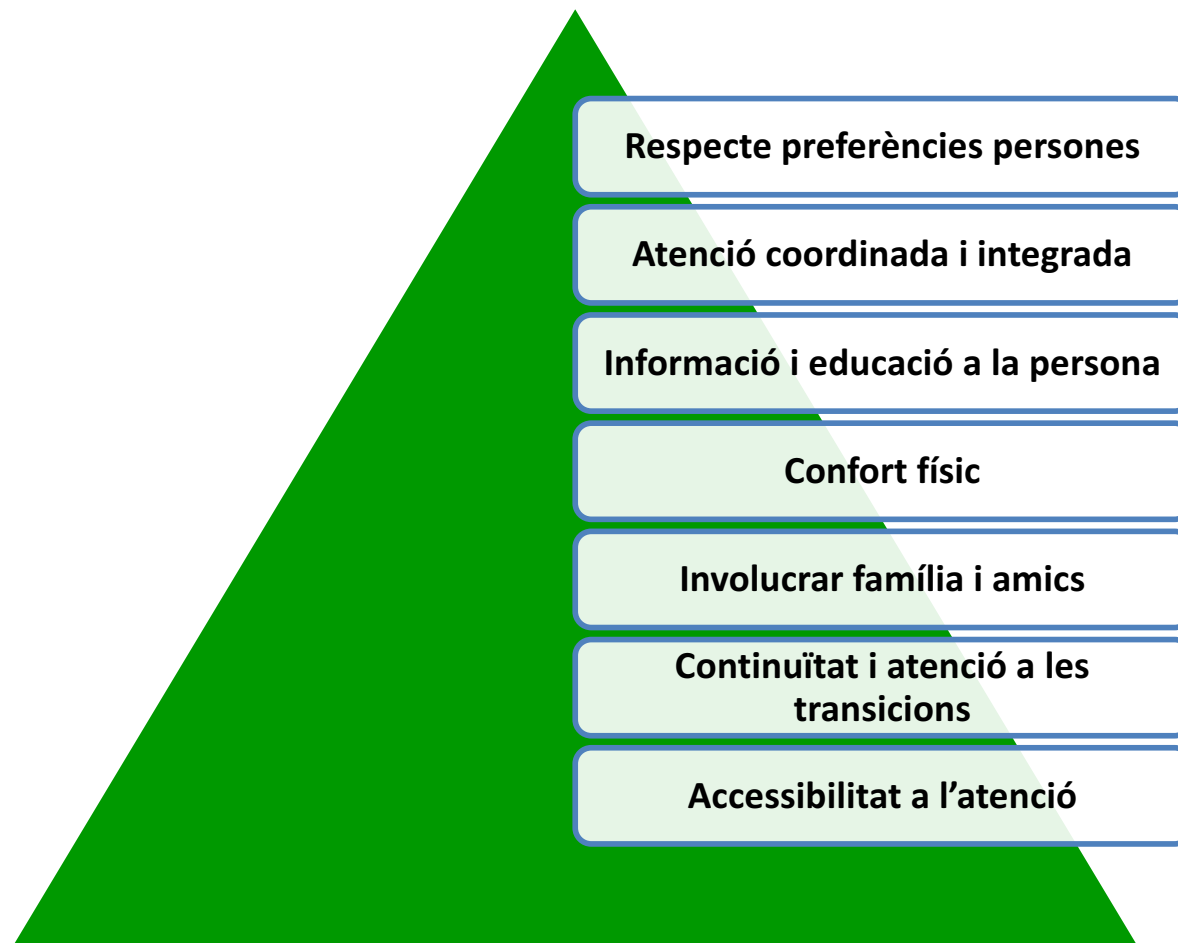 Respecte preferències persones
Atenció coordinada i integrada
Informació i educació a la persona
Confort físic
Involucrar família i amics
Continuïtat i atenció a les
transicions
Accessibilitat a l’atenció